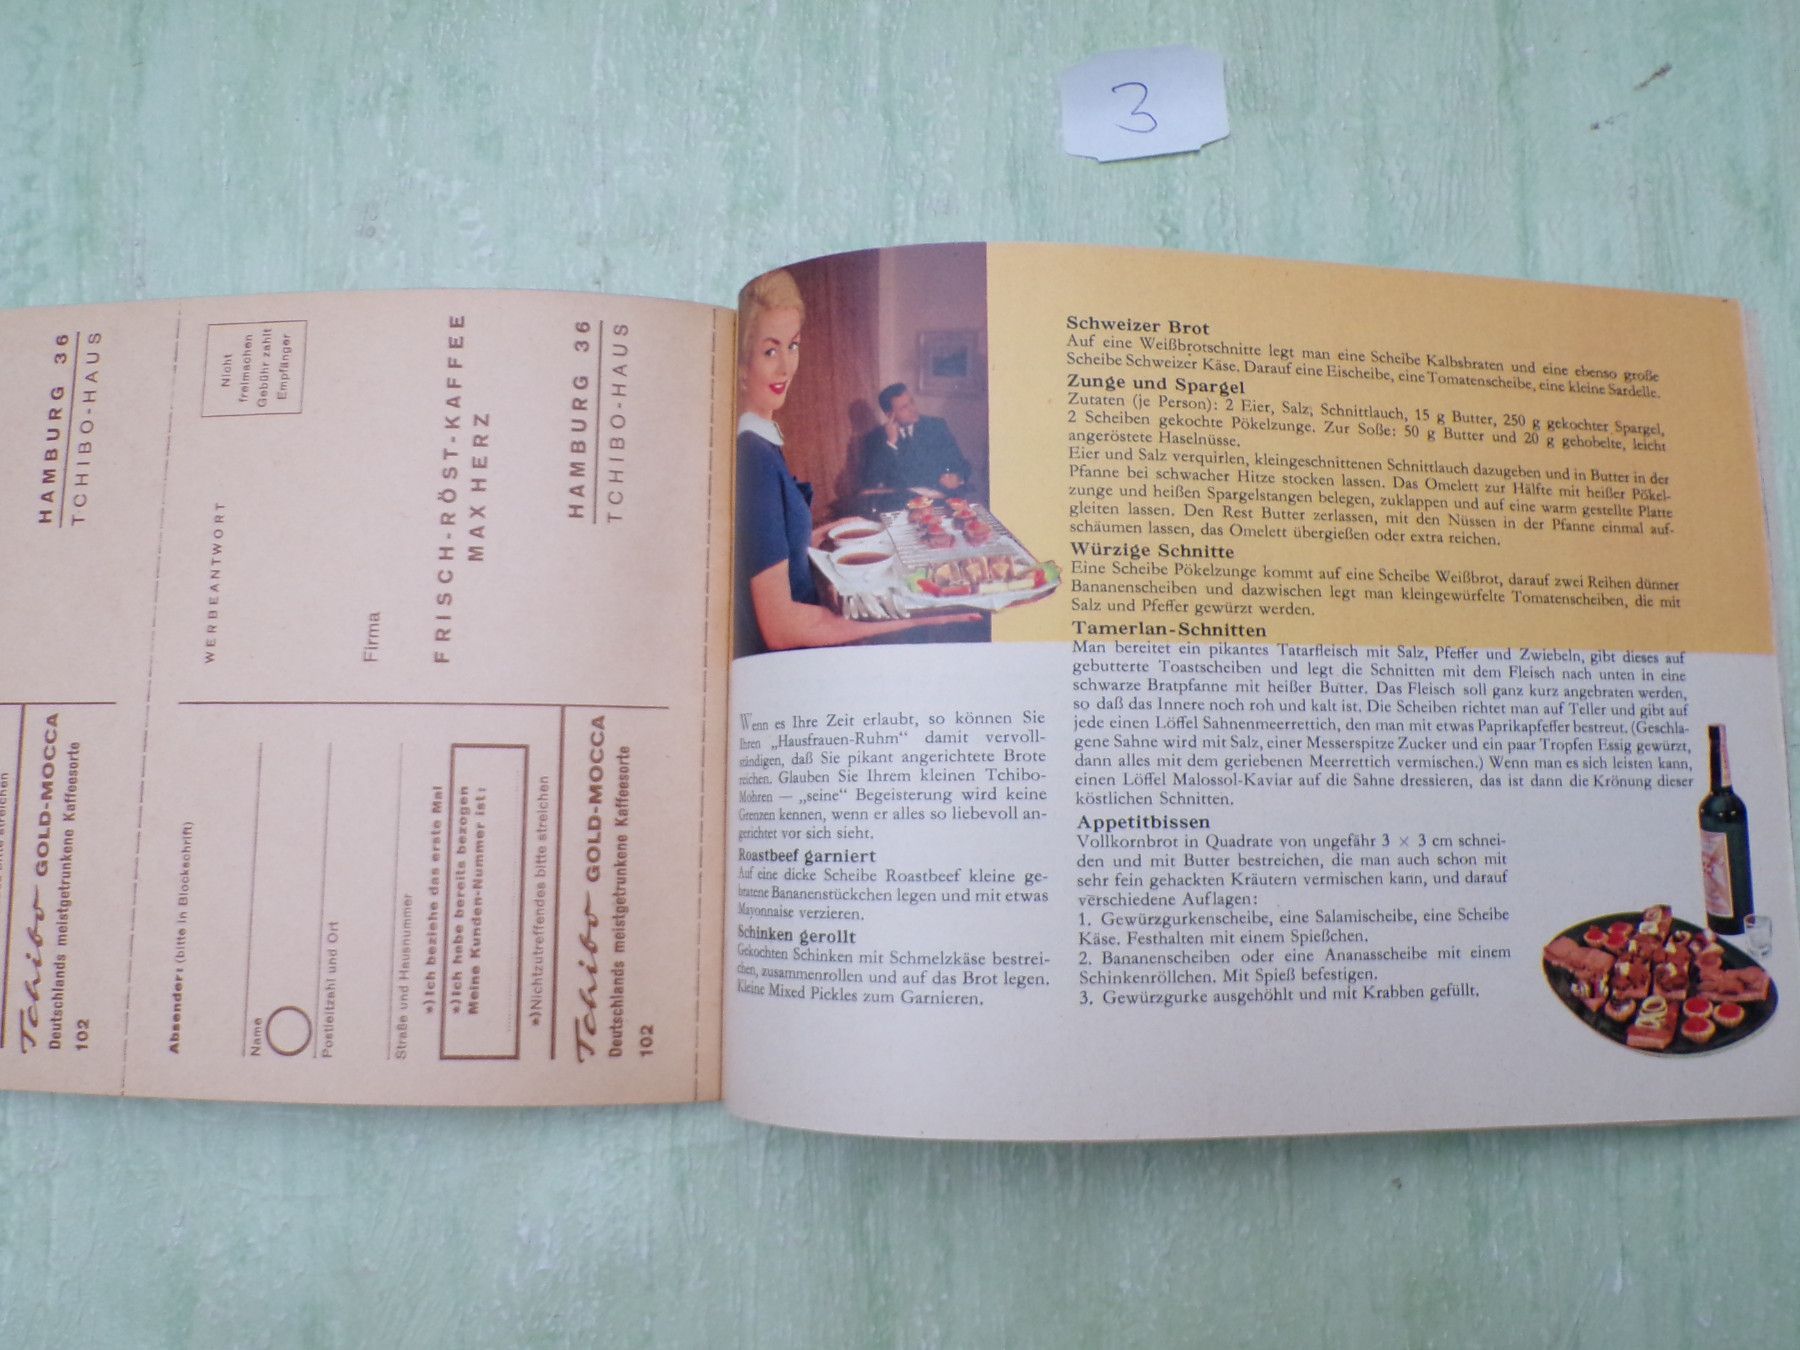 3
HAMBURG 36
TCHIBO-HAUS
Tchibo GOLD-MOCCA
Deutschlands meistgetrunkene Kaffeesorte
102
Nicht
freimachen
Gebühr zahlt
Empfänger
WERBEANTWORT
Firma
FRISCH-RÖST-KAFFEE
MAX HERZ
HAMBURG 36
TCHIBO-HAUS
Absender: (bitte in Blockschrift)
Name
Postleitzahl und Ort
Straße und Hausnummer
*) Ich beziehe das erste Mal
*) Ich habe bereits bezogen
Meine Kunden-Nummer ist:
*) Nichtzutreffendes bitte streichen
Tchibo GOLD-MOCCA
Deutschlands meistgetrunkene Kaffeesorte
102
Wenn es Ihre Zeit erlaubt, so können Sie
Ihren „Hausfrauen-Ruhm“ damit vervoll-
ständigen, daß Sie pikant angerichtete Brote
reichen. Glauben Sie Ihrem kleinen Tchibo-
Mohren — „seine“ Begeisterung wird keine
Grenzen kennen, wenn er alles so liebevoll an-
gerichtet vor sich sieht.
Roastbeef garniert
Auf eine dicke Scheibe Roastbeef kleine ge-
bratene Bananenstückchen legen und mit etwas
Mayonnaise verzieren.
Schinken gerollt
Gekochten Schinken mit Schmelzkäse bestrei-
chen, zusammenrollen und auf das Brot legen.
Kleine Mixed Pickles zum Garnieren.
Schweizer Brot
Auf eine Weißbrotschnitte legt man eine Scheibe Kalbsbraten und eine ebenso große
Scheibe Schweizer Käse. Darauf eine Eischeibe, eine Tomatenscheibe, eine kleine Sardelle.
Zunge und Spargel
Zutaten (je Person): 2 Eier, Salz, Schnittlauch, 15 g Butter, 250 g gekochter Spargel,
2 Scheiben gekochte Pökelzunge. Zur Soße: 50 g Butter und 20 g gehobelte, leicht
angeröstete Haselnüsse.
Eier und Salz verquirlen, kleingeschnittenen Schnittlauch dazugeben und in Butter in der
Pfanne bei schwacher Hitze stocken lassen. Das Omelett zur Hälfte mit heißer Pökel-
zunge und heißen Spargelstangen belegen, zuklappen und auf eine warm gestellte Platte
gleiten lassen. Den Rest Butter zerlassen, mit den Nüssen in der Pfanne einmal auf-
schäumen lassen, das Omelett übergießen oder extra reichen.
Würzige Schnitte
Eine Scheibe Pökelzunge kommt auf eine Scheibe Weißbrot, darauf zwei Reihen dünner
Bananenscheiben und dazwischen legt man kleingewürfelte Tomatenscheiben, die mit
Salz und Pfeffer gewürzt werden.
Tamerlan-Schnitten
Man bereitet ein pikantes Tatarfleisch mit Salz, Pfeffer und Zwiebeln, gibt dieses auf
gebutterte Toastscheiben und legt die Schnitten mit dem Fleisch nach unten in eine
schwarze Bratpfanne mit heißer Butter. Das Fleisch soll ganz kurz angebraten werden,
so daß das Innere noch roh und kalt ist. Die Scheiben richtet man auf Teller und gibt auf
jede einen Löffel Sahnenmeerrettich, den man mit etwas Paprikapfeffer bestreut. (Geschla-
gene Sahne wird mit Salz, einer Messerspitze Zucker und ein paar Tropfen Essig gewürzt,
dann alles mit dem geriebenen Meerrettich vermischen.) Wenn man es sich leisten kann,
einen Löffel Malossol-Kaviar auf die Sahne dressieren, das ist dann die Krönung dieser
köstlichen Schnitten.
Appetitbissen
Vollkornbrot in Quadrate von ungefähr 3 × 3 cm schnei-
den und mit Butter bestreichen, die man auch schon mit
sehr fein gehackten Kräutern vermischen kann, und darauf
verschiedene Auflagen:
1. Gewürzgurkenscheibe, eine Salamischeibe, eine Scheibe
Käse. Festhalten mit einem Spießchen.
2. Bananenscheiben oder eine Ananasscheibe mit einem
Schinkenröllchen. Mit Spieß befestigen.
3. Gewürzgurke ausgehöhlt und mit Krabben gefüllt.